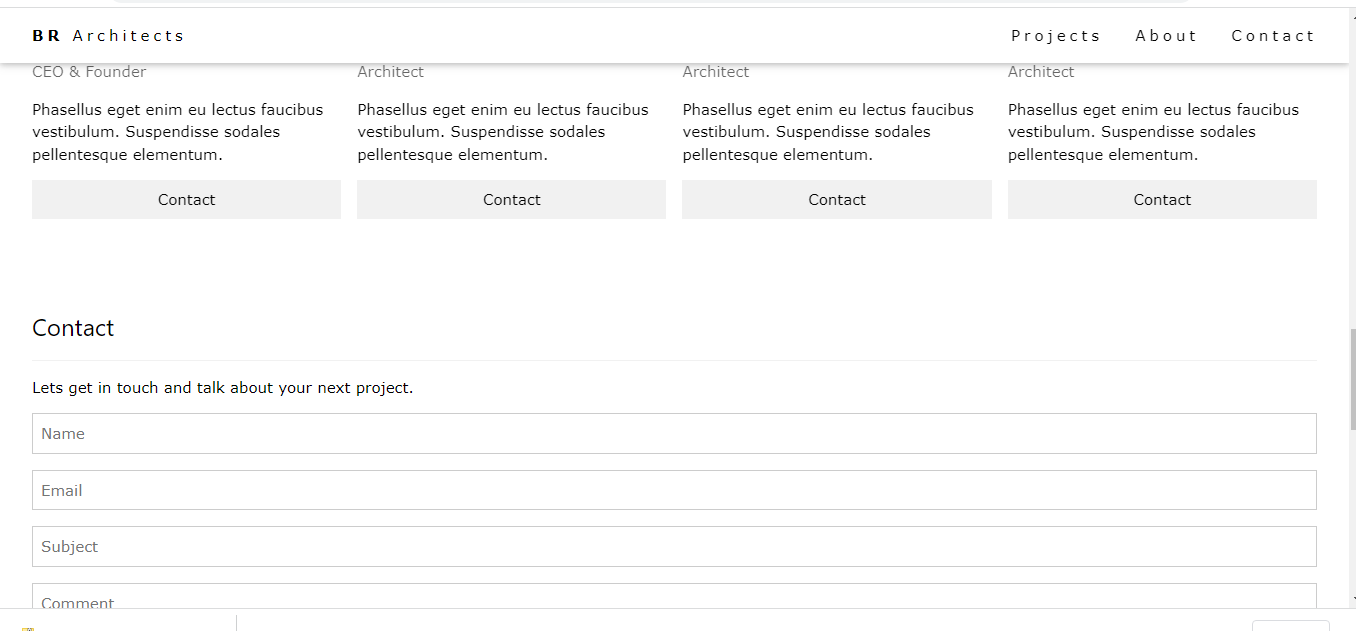 BR Architects
Projects About Contact
CEO & Founder
Phasellus eget enim eu lectus faucibus
vestibulum. Suspendisse sodales
pellentesque elementum.
Contact
Architect
Phasellus eget enim eu lectus faucibus
vestibulum. Suspendisse sodales
pellentesque elementum.
Contact
Architect
Phasellus eget enim eu lectus faucibus
vestibulum. Suspendisse sodales
pellentesque elementum.
Contact
Architect
Phasellus eget enim eu lectus faucibus
vestibulum. Suspendisse sodales
pellentesque elementum.
Contact
Contact
Lets get in touch and talk about your next project.
Name
Email
Subject
Comment